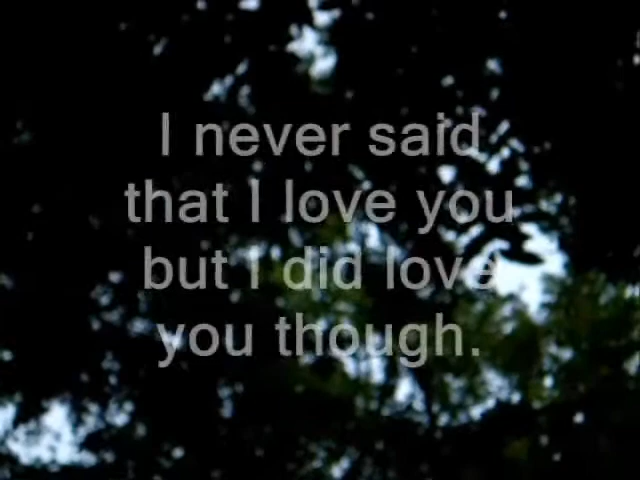 I never said
that I love you
but I did love
you though.